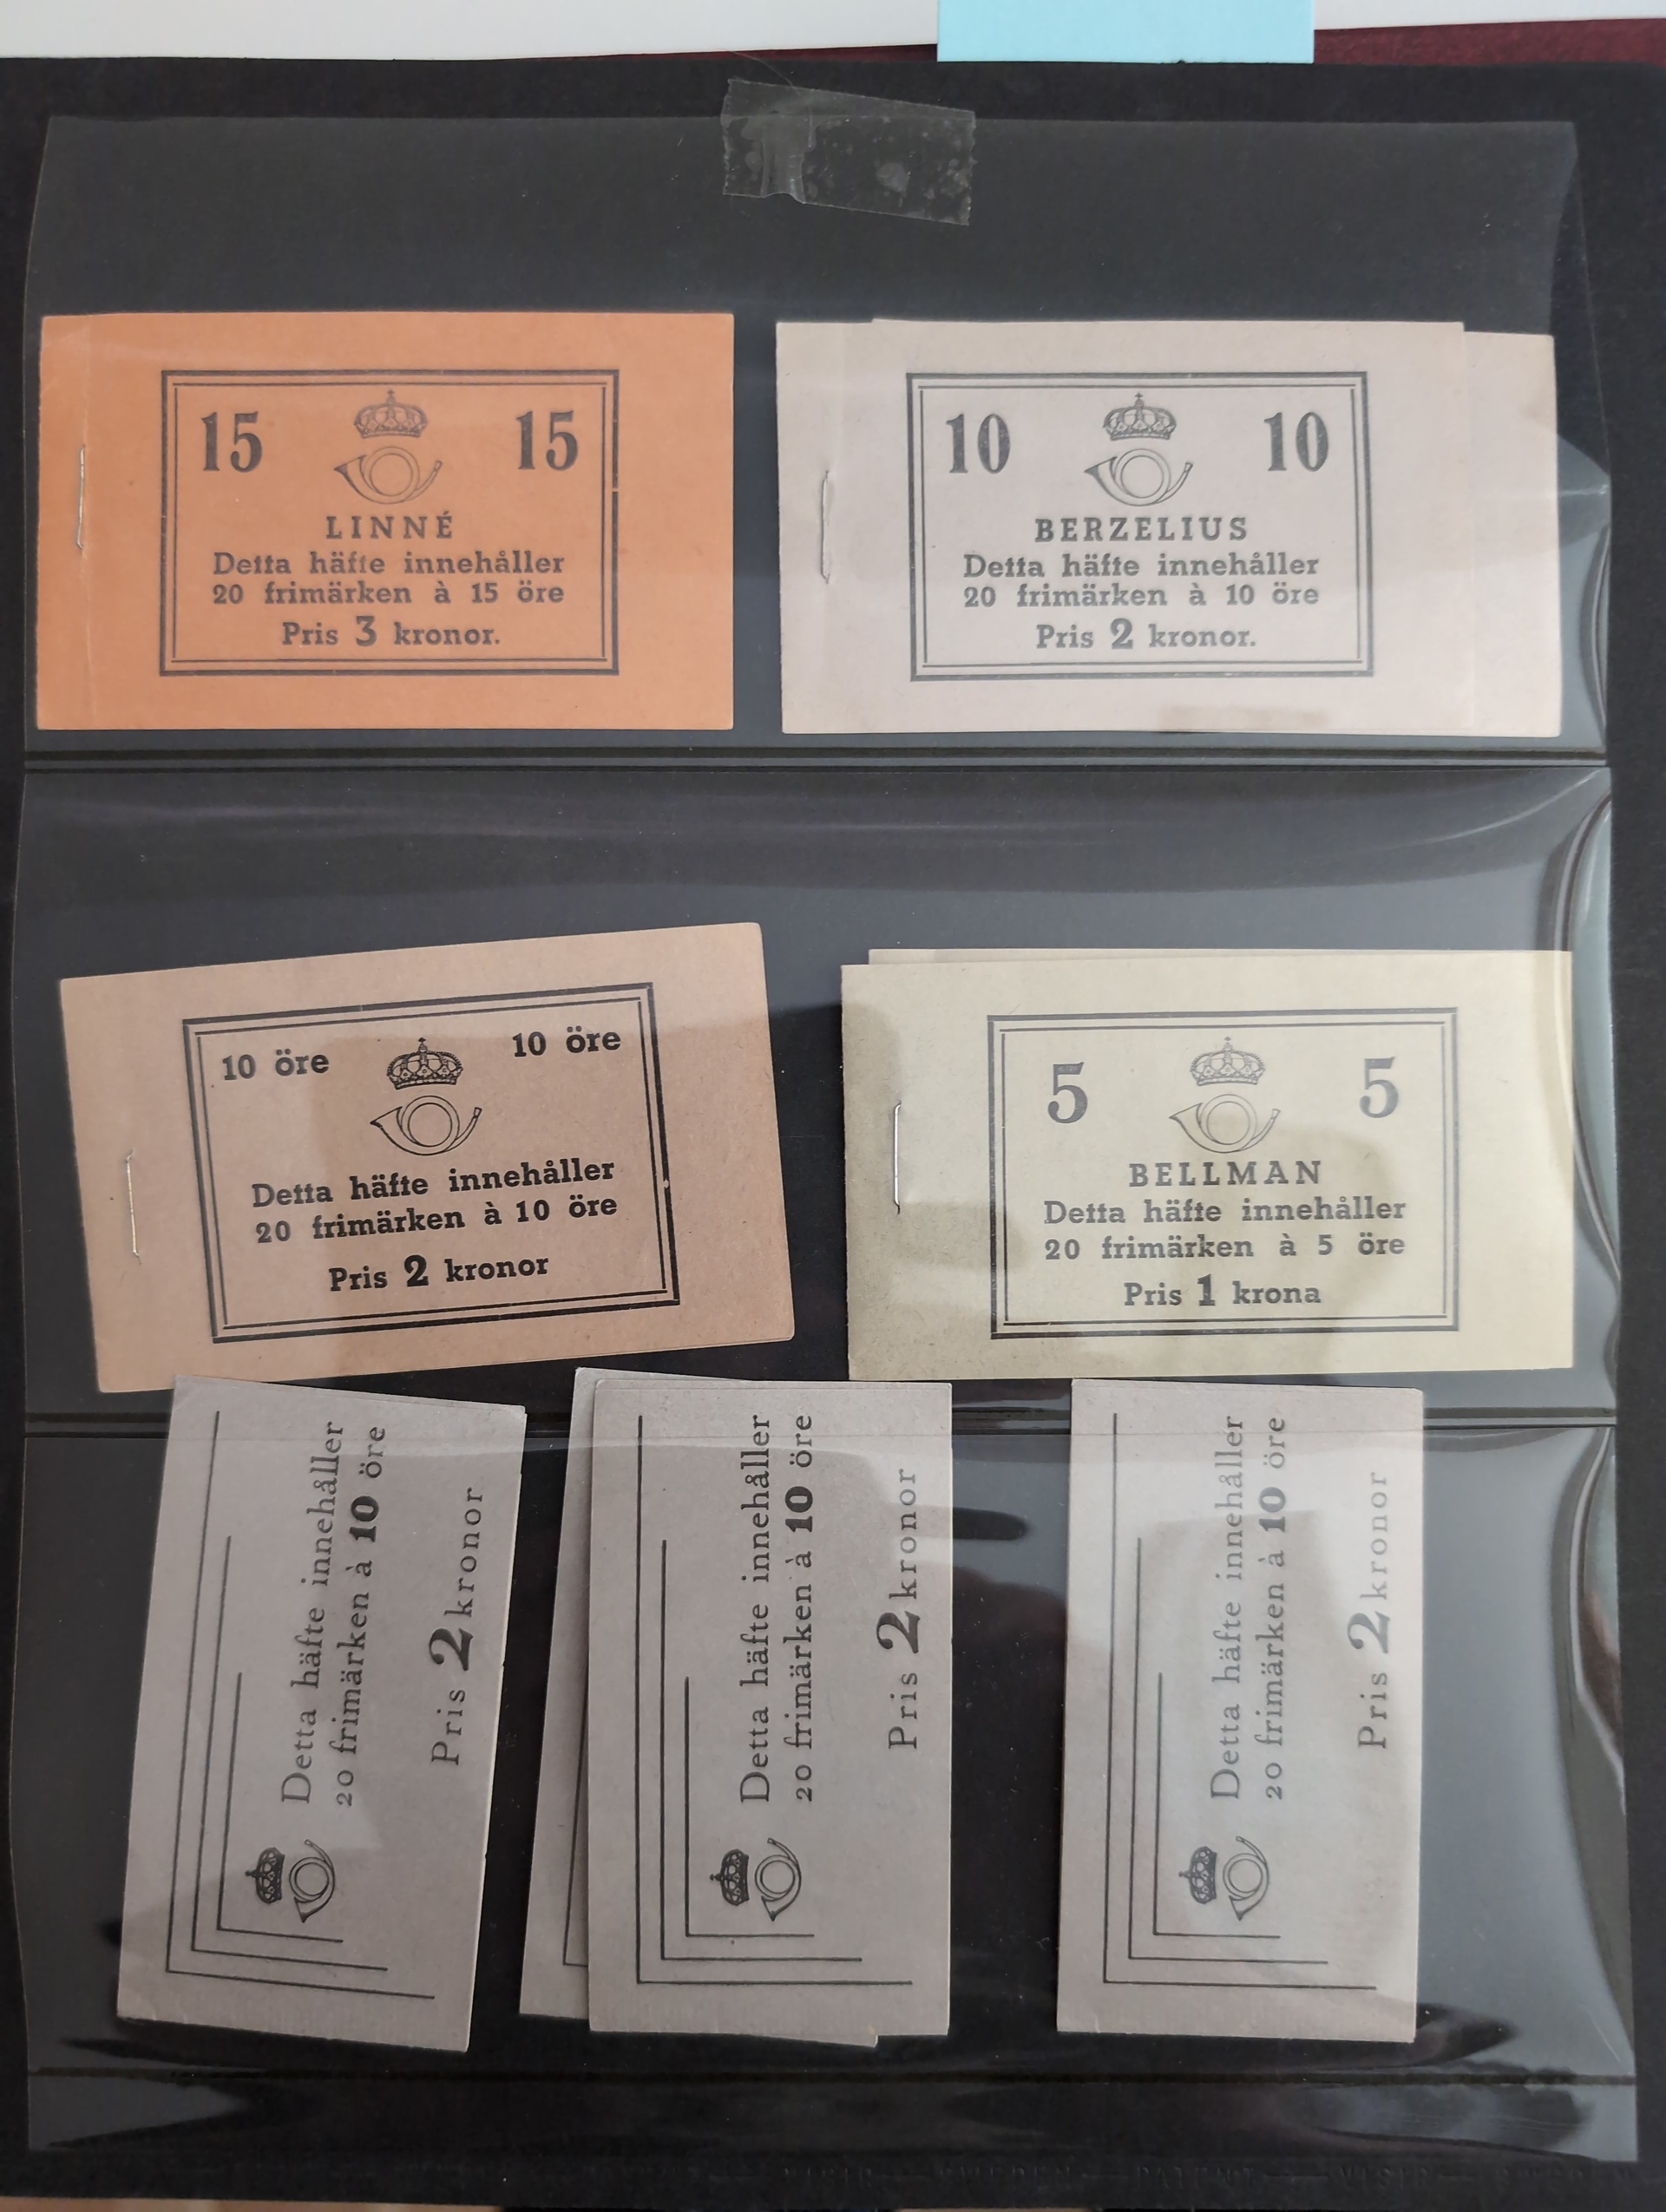 15 15
LINNÉ
Detta häfte innehåller
20 frimärken à 15 öre
Pris 3 kronor.
10 10
BERZELIUS
Detta häfte innehåller
20 frimärken à 10 öre
Pris 2 kronor.
10 öre 10 öre
Detta häfte innehåller
20 frimärken à 10 öre
Pris 2 kronor
5 5
BELLMAN
Detta häfte innehåller
20 frimärken à 5 öre
Pris 1 krona
Detta häfte innehåller
20 frimärken à 10 öre
Pris 2 kronor
Detta häfte innehåller
20 frimärken à 10 öre
Pris 2 kronor
Detta häfte innehåller
20 frimärken à 10 öre
Pris 2 kronor